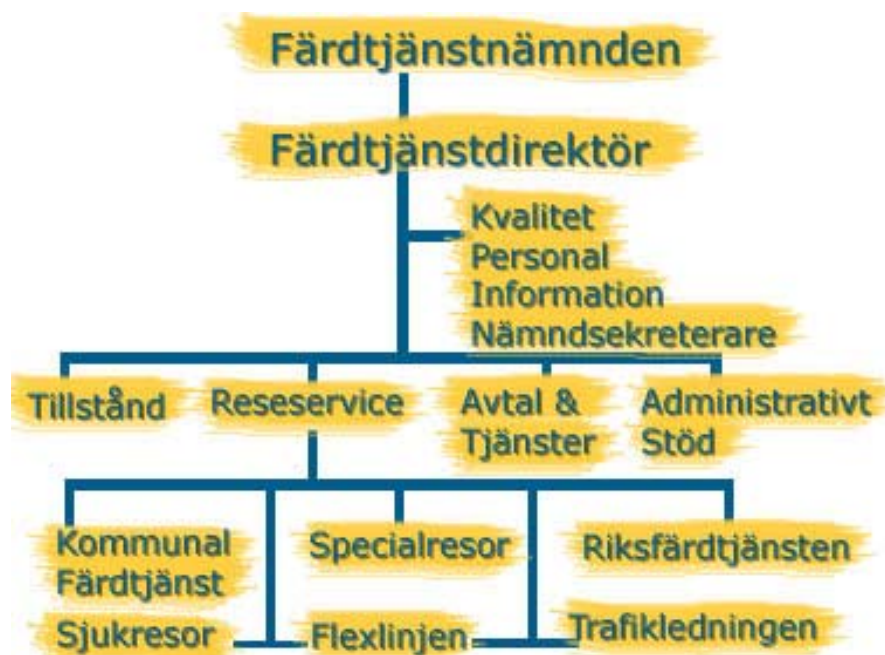 Färdtjänstnämnden
Färdtjänstdirektör
Kvalitet
Personal
Information
Nämndsekreterare
Tillstånd
Reseservice
Avtal &
Tjänster
Administrativt
Stöd
Kommunal
Färdtjänst
Specialresor
Riksfärdtjänsten
Sjukresor
Flexlinjen
Trafikledningen